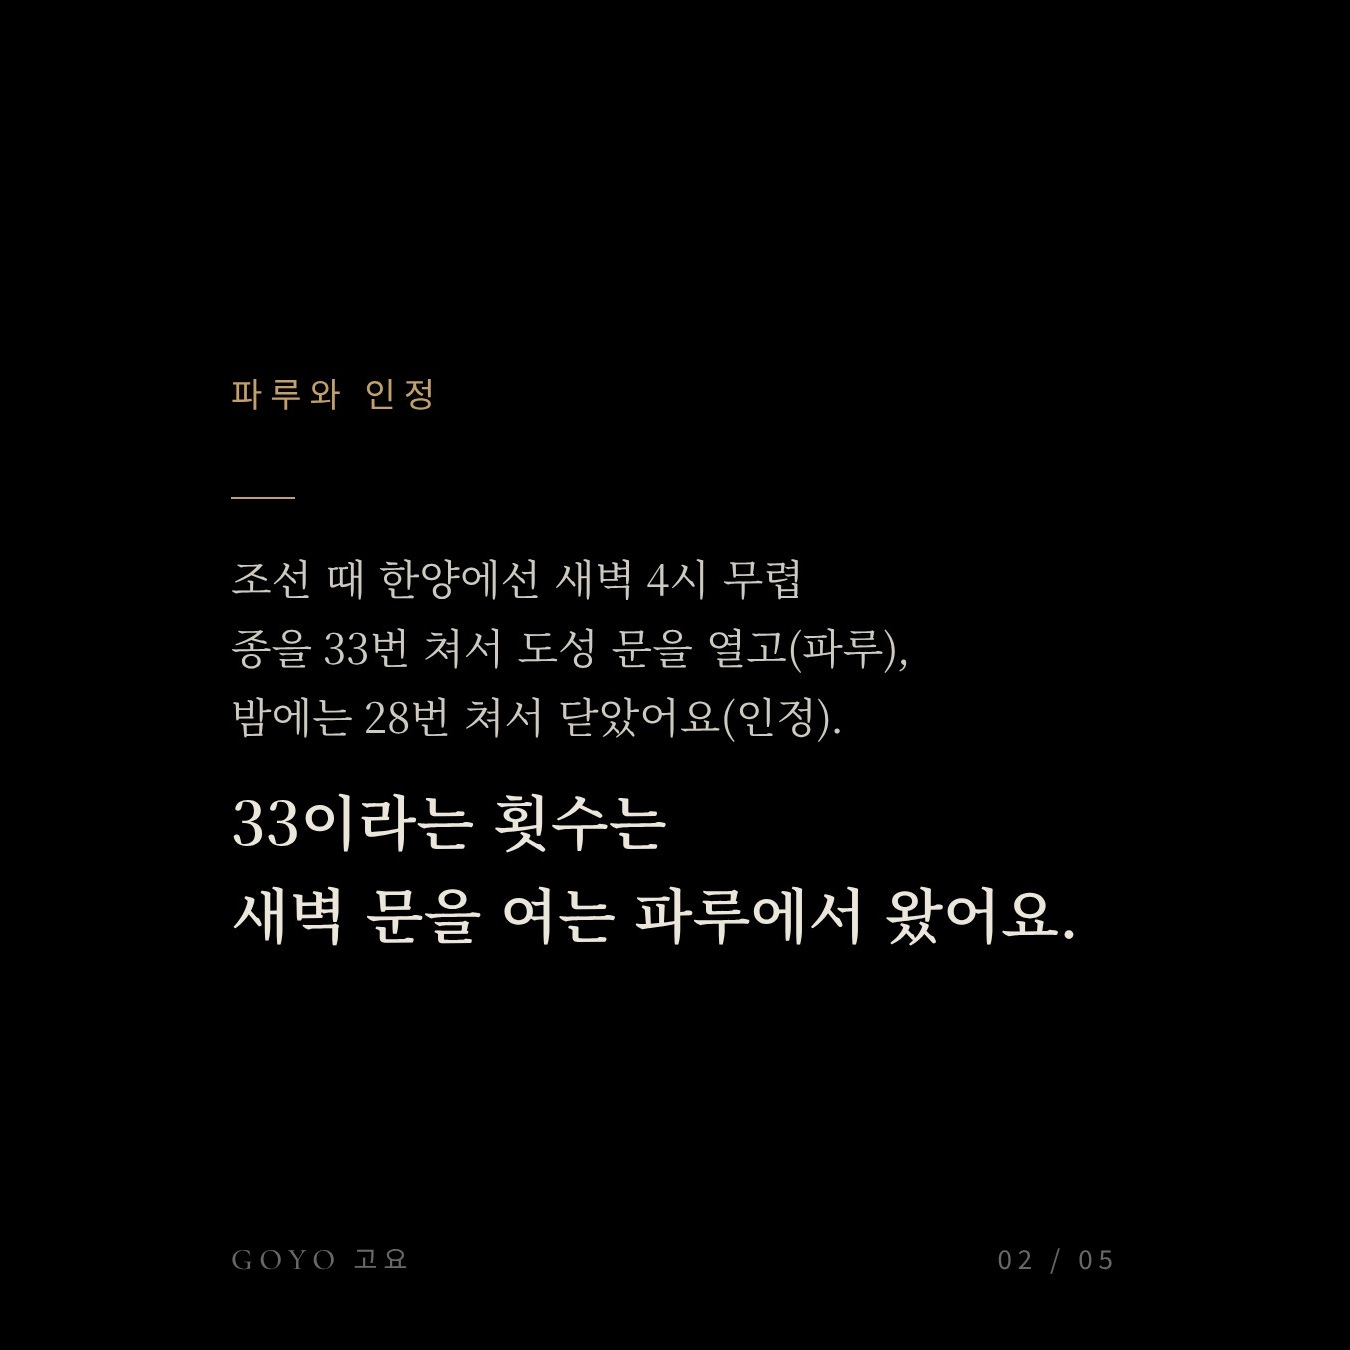 파루와 인정
조선 때 한양에선 새벽 4시 무렵
종을 33번 쳐서 도성 문을 열고(파루),
밤에는 28번 쳐서 닫았어요(인정).
33이라는 횟수는
새벽 문을 여는 파루에서 왔어요.
GOYO 고요
02 / 05